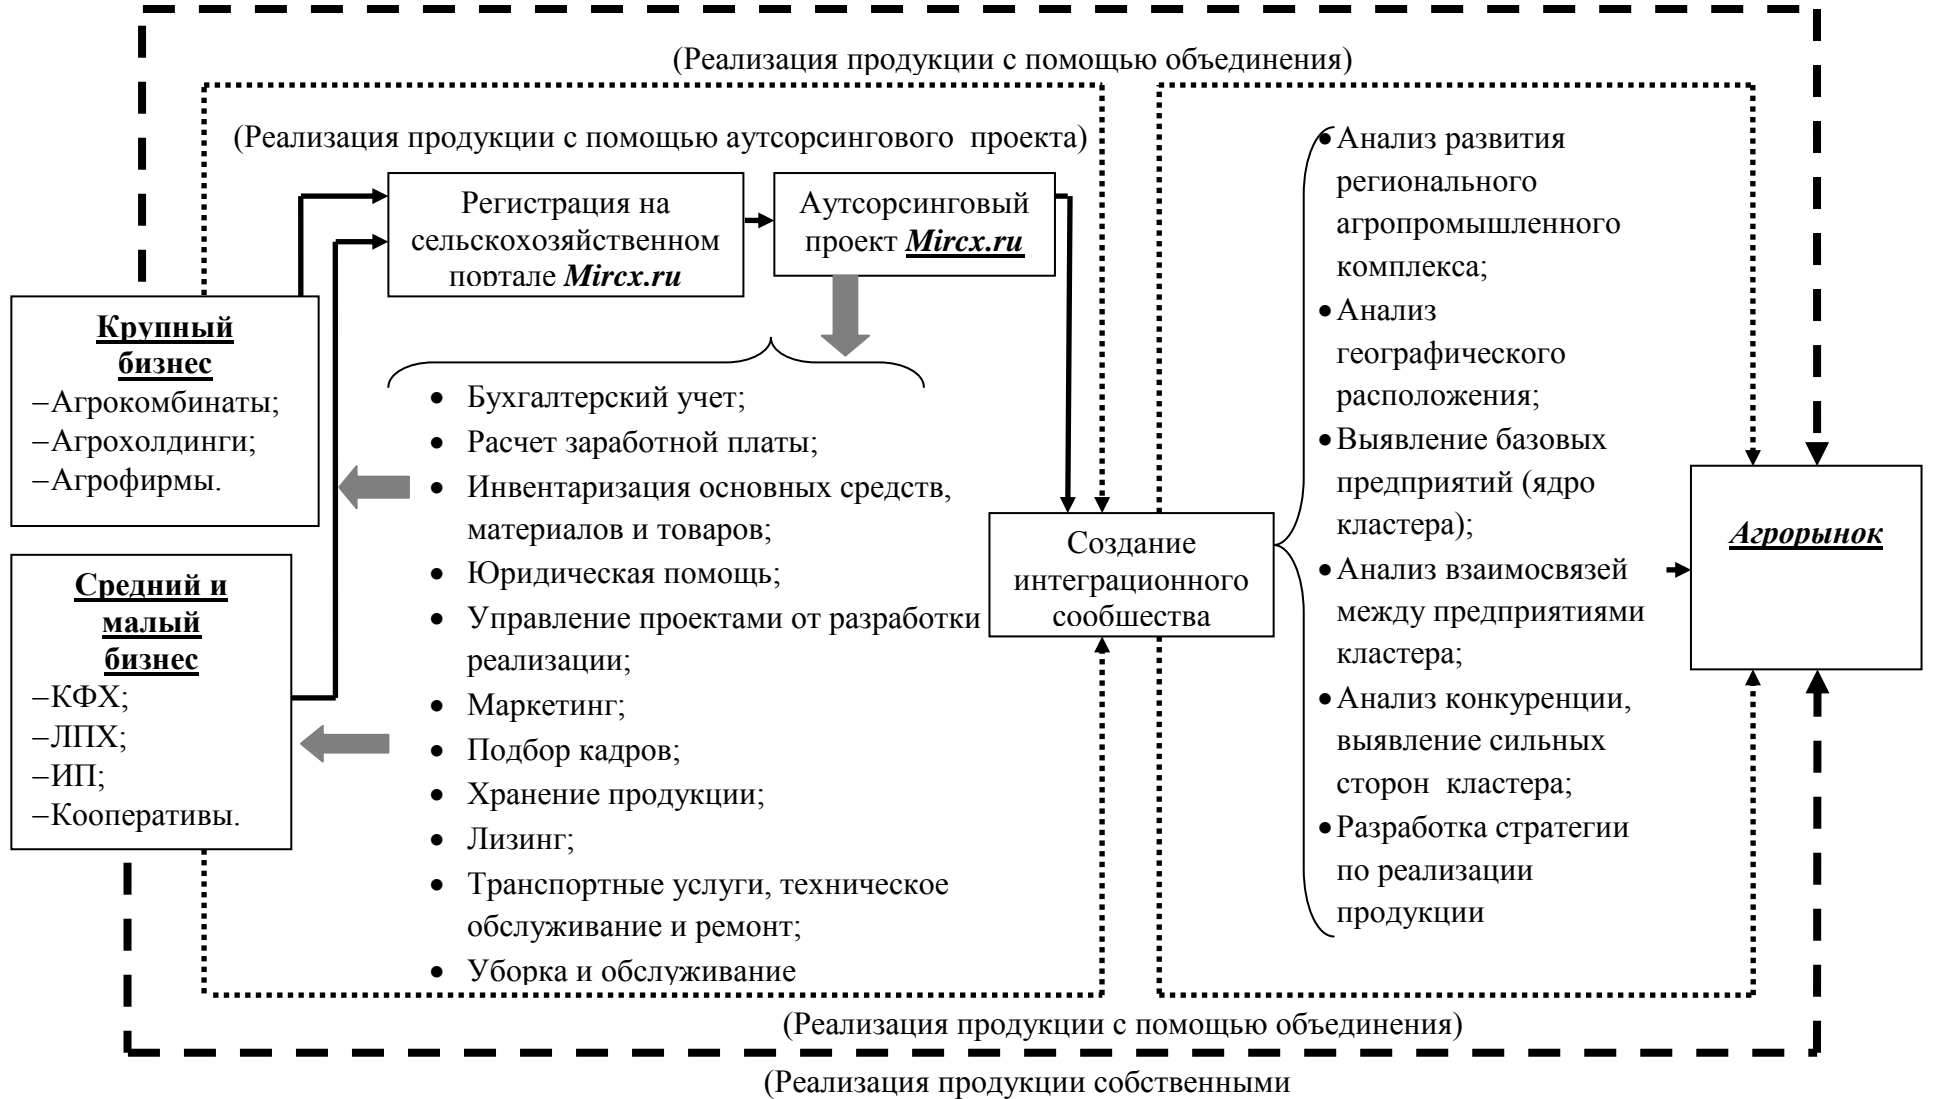 (Реализация продукции с помощью объединения)
(Реализация продукции с помощью аутсорсингового проекта)
Регистрация на
сельскохозяйственном
портале Mircx.ru
Аутсорсинговый
проект Mircx.ru
Крупный
бизнес
–Агрокомбинаты;
–Агрохолдинги;
–Агрофирмы.
Средний и
малый
бизнес
–КФХ;
–ЛПХ;
–ИП;
–Кооперативы.
• Бухгалтерский учет;
• Расчет заработной платы;
• Инвентаризация основных средств,
материалов и товаров;
• Юридическая помощь;
• Управление проектами от разработки
реализации;
• Маркетинг;
• Подбор кадров;
• Хранение продукции;
• Лизинг;
• Транспортные услуги, техническое
обслуживание и ремонт;
• Уборка и обслуживание
Создание
интеграционного
сообщества
• Анализ развития
регионального
агропромышленного
комплекса;
• Анализ
географического
расположения;
• Выявление базовых
предприятий (ядро
кластера);
• Анализ взаимосвязей
между предприятиями
кластера;
• Анализ конкуренции,
выявление сильных
сторон кластера;
• Разработка стратегии
по реализации
продукции
Агрорынок
(Реализация продукции с помощью объединения)
(Реализация продукции собственными